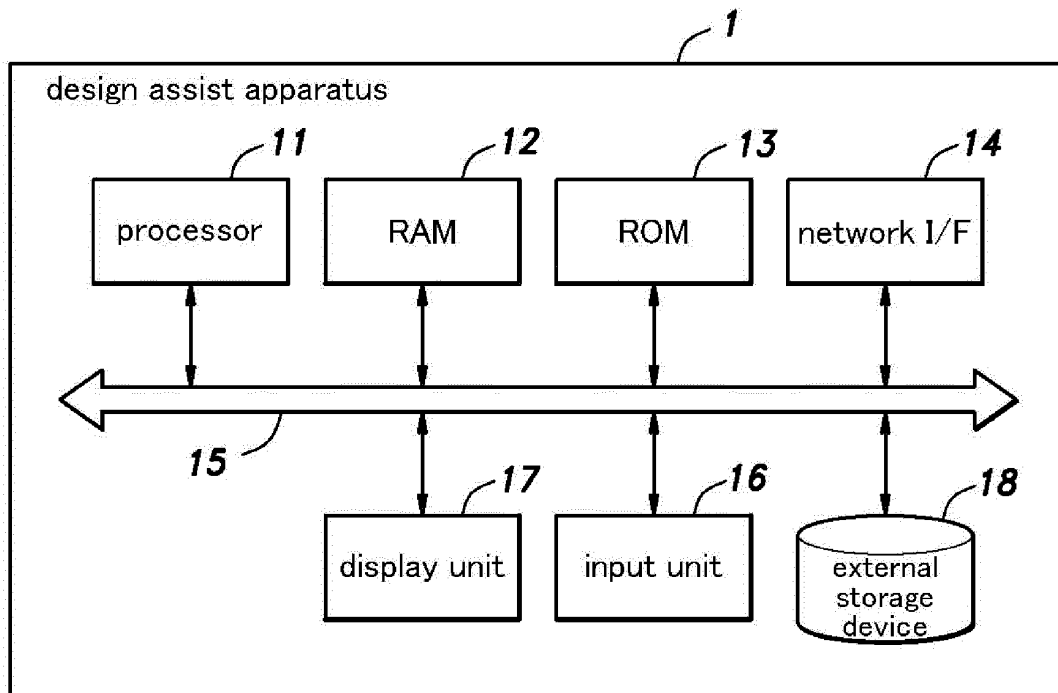 1
design assist apparatus
11
12
13
14
processor
RAM
ROM
network I/F
15
17
16
18
display unit
input unit
external
storage
device